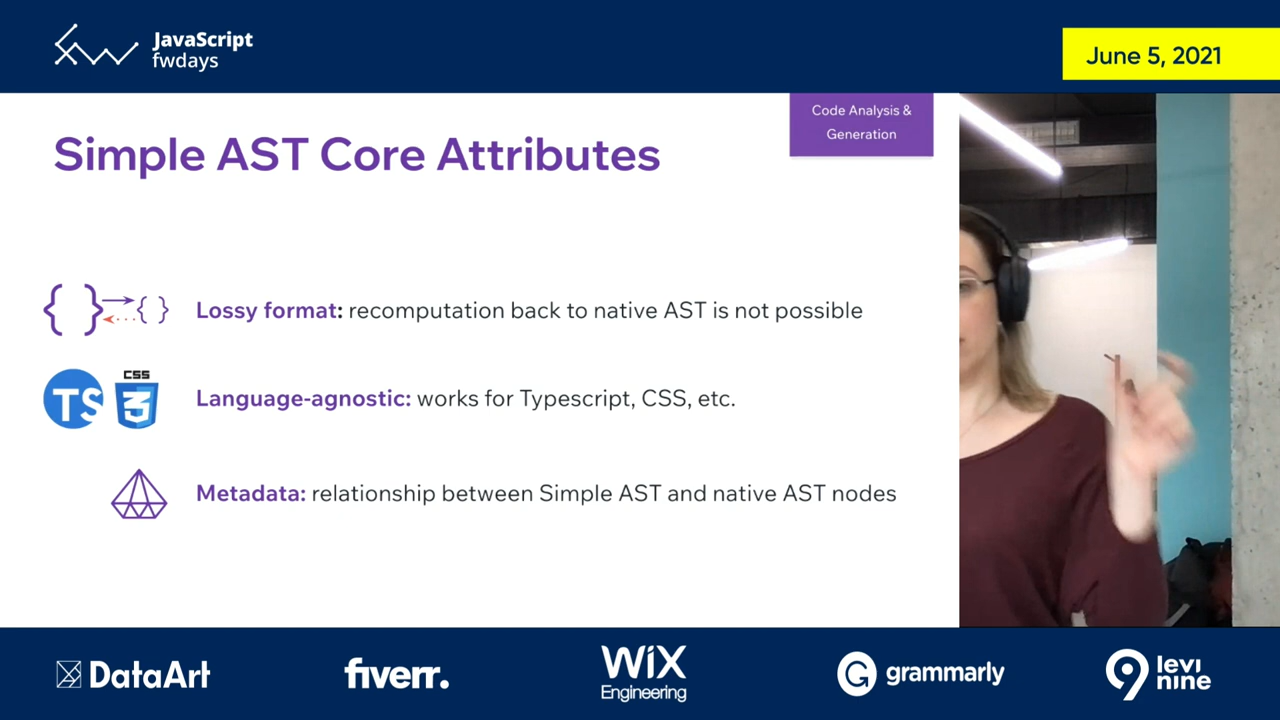 JavaScript
fwdays
June 5, 2021
Code Analysis &
Generation
Simple AST Core Attributes
Lossy format: recomputation back to native AST is not possible
TS
CSS
3
Language-agnostic: works for Typescript, CSS, etc.
Metadata: relationship between Simple AST and native AST nodes
DataArt
fiverr.
WiX
Engineering
G grammarly
9 levi
nine